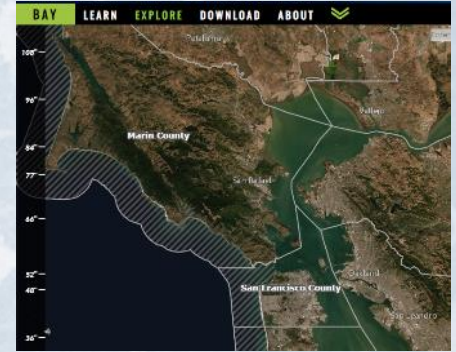 BAY LEARN EXPLORE DOWNLOAD ABOUT
Petaluma
108"
96"
Vallejo
Marin County
84"
77"
San Rafael
66"
52"
Oakland
48"
San Francisco County
San Leandro
36"